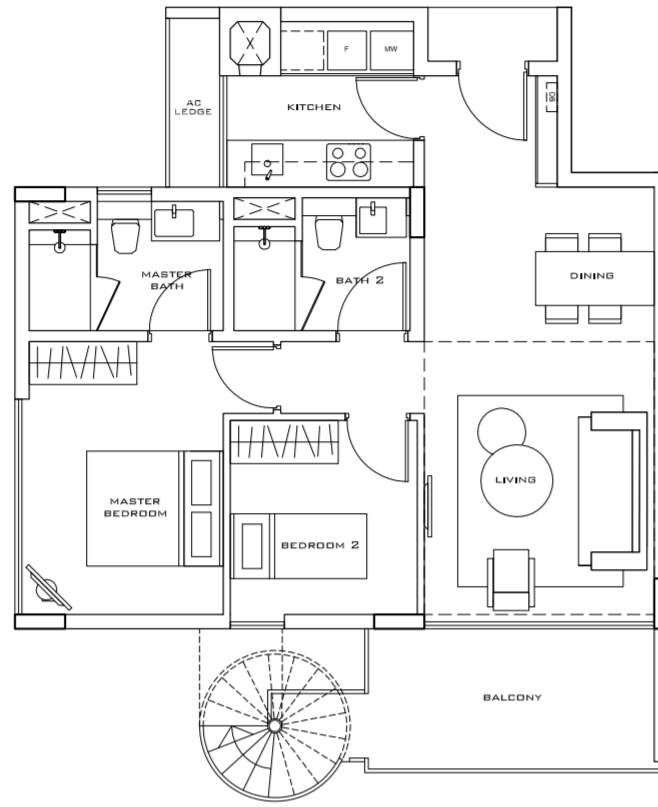 F
MW
AC
LEDGE
KITCHEN
DB
MASTER
BATH
BATH 2
DINING
MASTER
BEDROOM
BEDROOM 2
LIVING
BALCONY